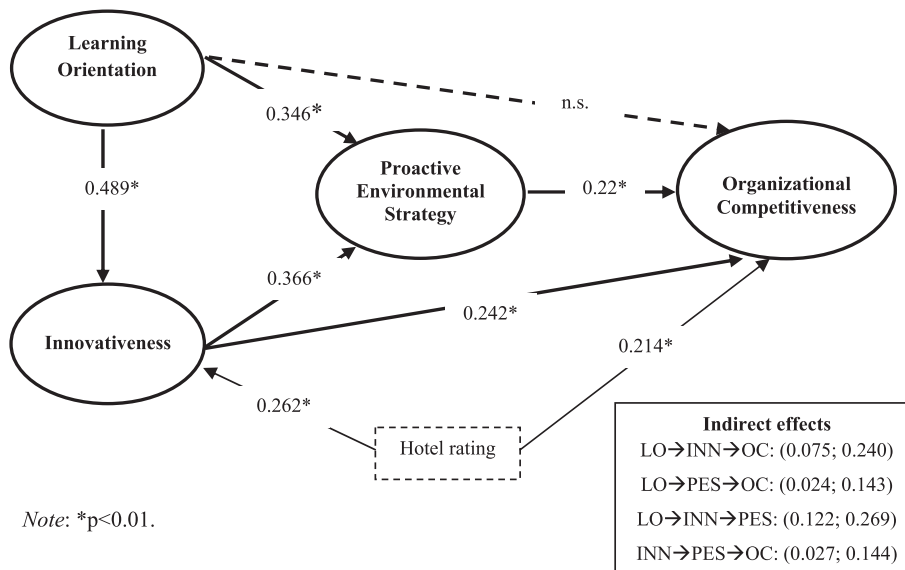 Learning
Orientation
n.s.
0.346*
Proactive
Environmental
Strategy
0.489*
0.22*
Organizational
Competitiveness
0.366*
Innovativeness
0.242*
0.214*
0.262*
Hotel rating
Indirect effects
LO→INN→OC: (0.075; 0.240)
LO→PES→OC: (0.024; 0.143)
LO→INN→PES: (0.122; 0.269)
INN→PES→OC: (0.027; 0.144)
Note: *p<0.01.